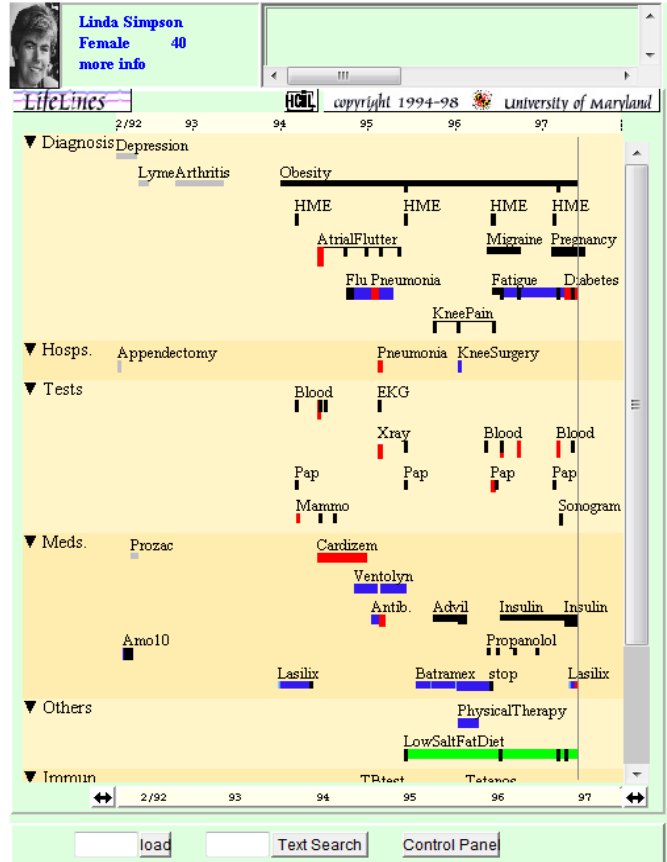 Linda Simpson
Female 40
more info
LifeLines HCIL copyright 1994-98 University of Maryland
2/92 93 94 95 96 97
▼ Diagnosis Depression
Lyme Arthritis Obesity
HME HME HME HME
AtrialFlutter Migraine Pregnancy
Flu Pneumonia Fatigue Diabetes
KneePain
▼ Hosps. Appendectomy Pneumonia KneeSurgery
▼ Tests Blood EKG
Xray Blood Blood
Pap Pap Pap Pap
Mammo Sonogram
▼ Meds. Prozac Cardizem
Ventolyn
Antib. Advil Insulin Insulin
Amo10 Propanolol
Lasilix Batramex stop Lasilix
▼ Others PhysicalTherapy
LowSaltFatDiet
▼ Immun TBtest Tetanos
2/92 93 94 95 96 97
load Text Search Control Panel